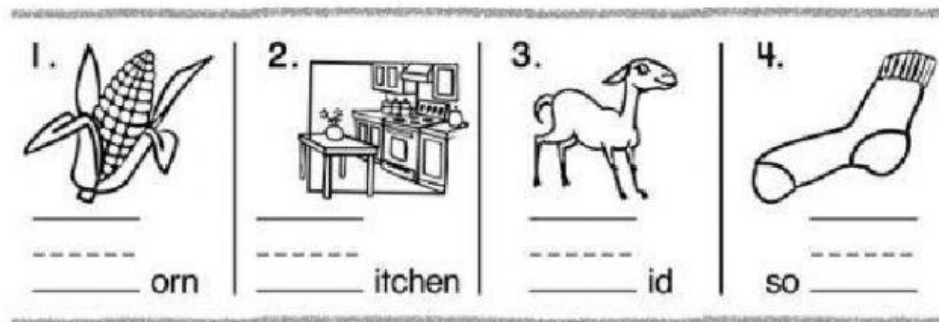 1. 2. 3. 4.
orn itchen id so